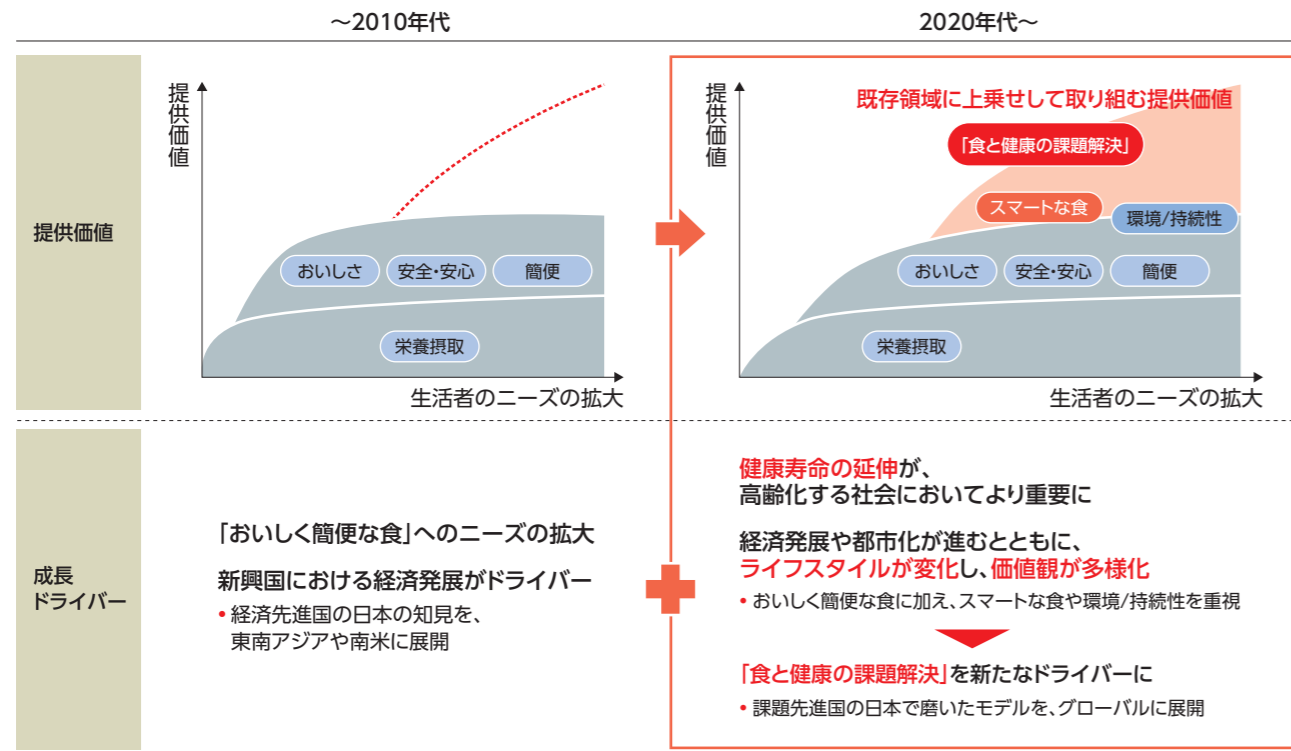 ～2010年代
2020年代～
提供価値
提供価値
おいしさ
安全・安心
簡便
栄養摂取
生活者のニーズの拡大
提供価値
既存領域に上乗せして取り組む提供価値
「食と健康の課題解決」
スマートな食
環境/持続性
おいしさ
安全・安心
簡便
栄養摂取
生活者のニーズの拡大
成長
ドライバー
「おいしく簡便な食」へのニーズの拡大
新興国における経済発展がドライバー
• 経済先進国の日本の知見を、
東南アジアや南米に展開
健康寿命の延伸が、
高齢化する社会においてより重要に
経済発展や都市化が進むとともに、
ライフスタイルが変化し、価値観が多様化
• おいしく簡便な食に加え、スマートな食や環境/持続性を重視
「食と健康の課題解決」を新たなドライバーに
• 課題先進国の日本で磨いたモデルを、グローバルに展開